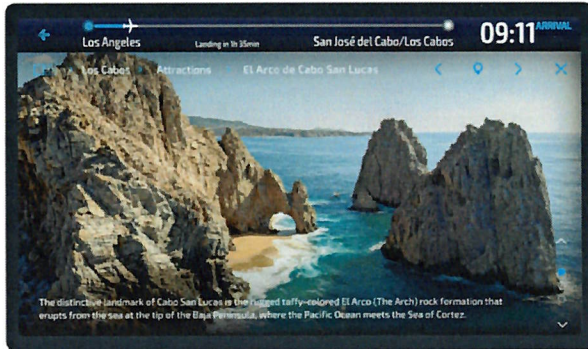 Los Angeles
Landing in 1h 35min
San José del Cabo/Los Cabos
09:11 ARRIVAL
Los Cabos
Attractions
El Arco de Cabo San Lucas
The distinctive landmark of Cabo San Lucas is the rugged taffy-colored El Arco (The Arch) rock formation that
erupts from the sea at the tip of the Baja Peninsula, where the Pacific Ocean meets the Sea of Cortez.